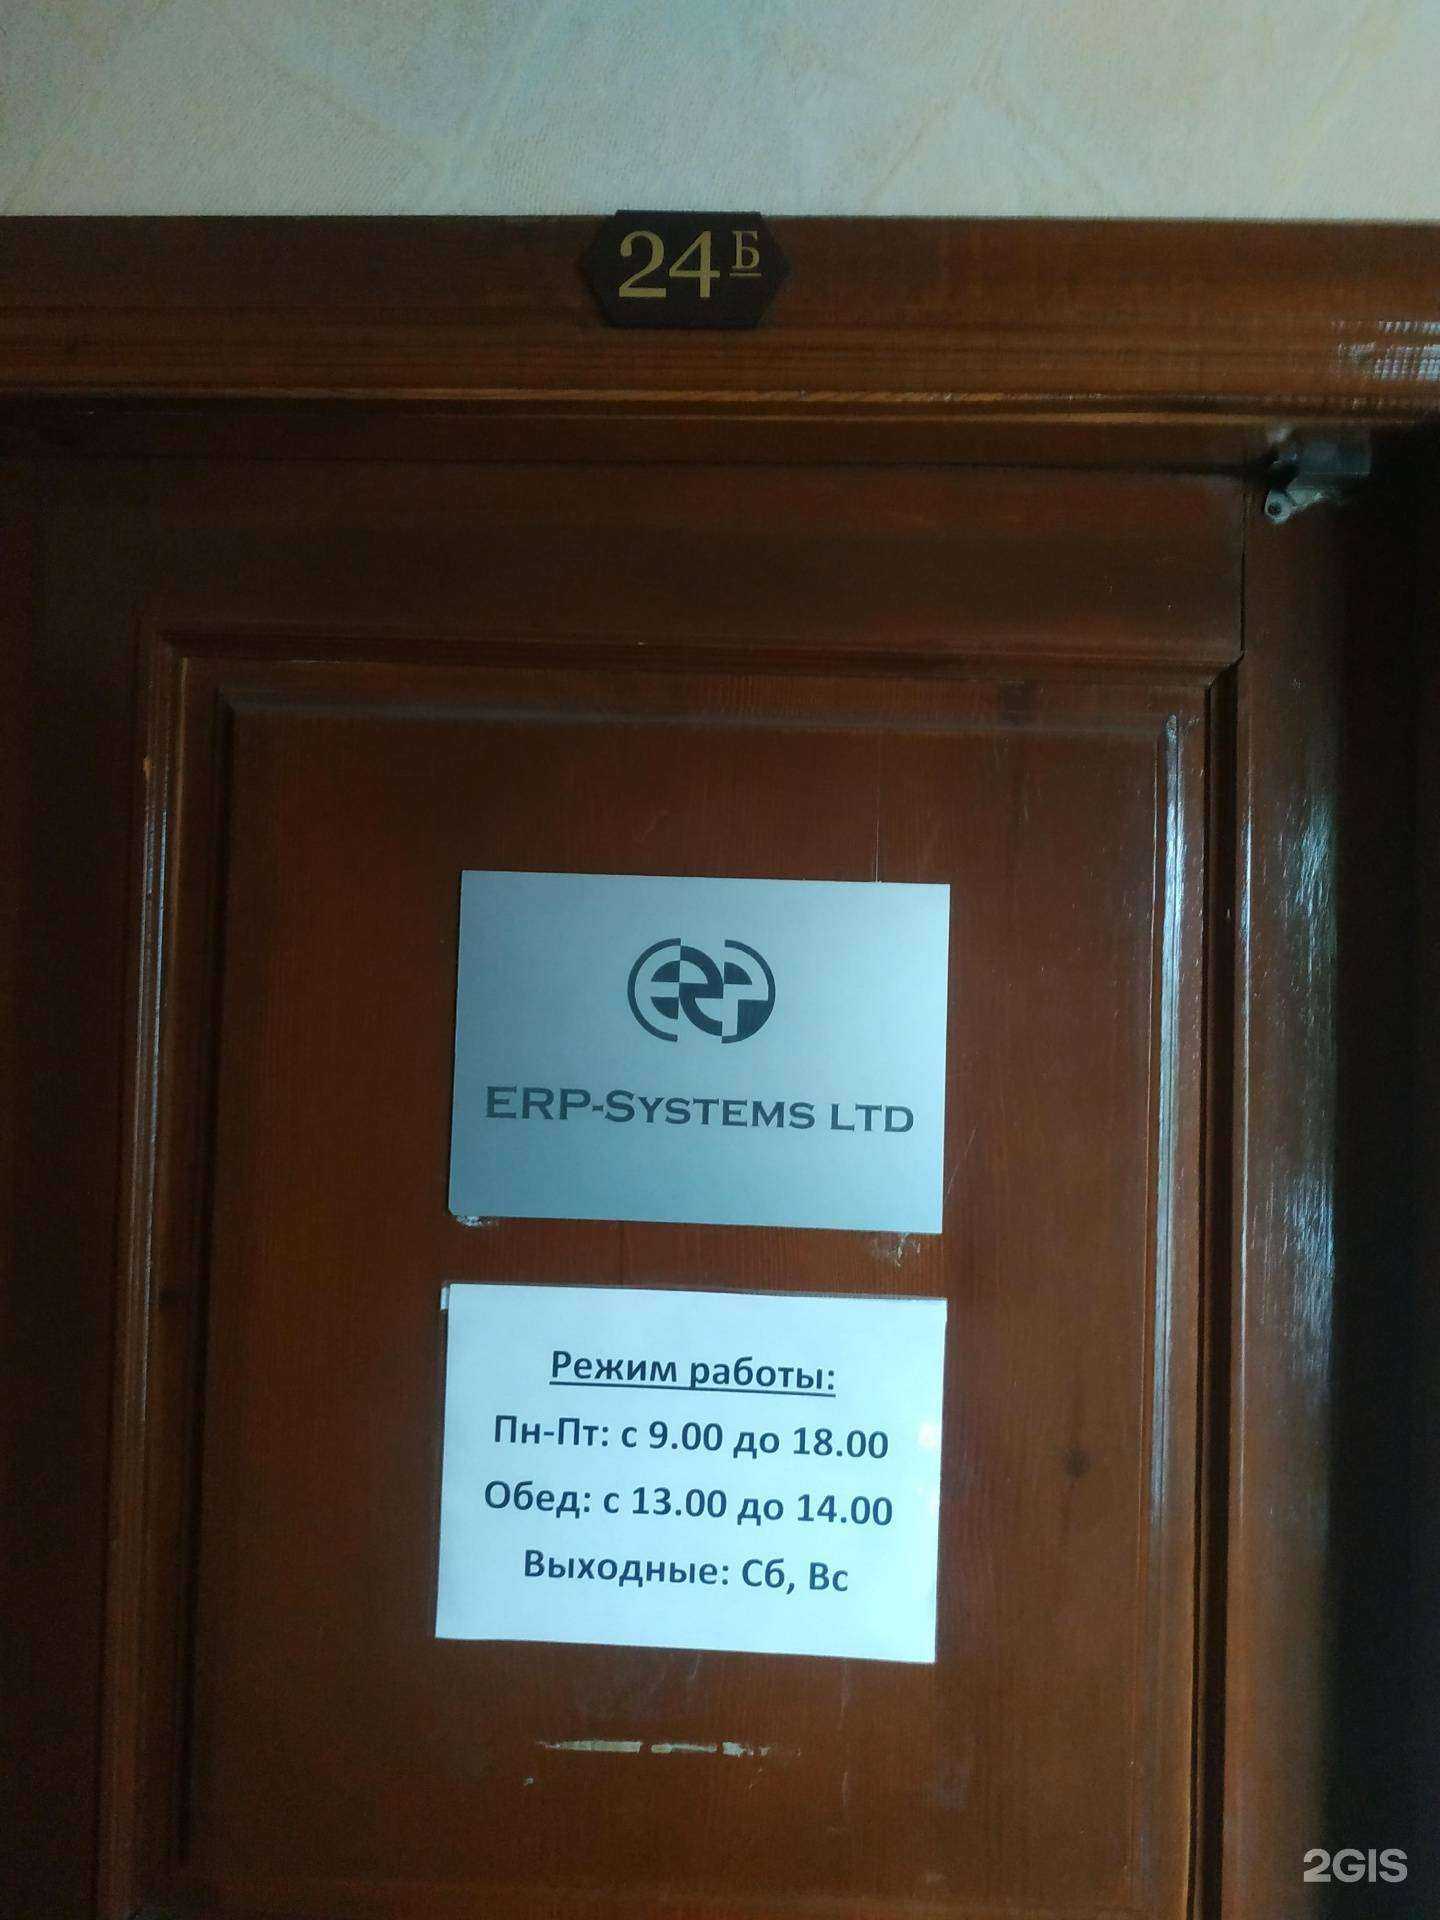 24Б
ERP
ERP-SYSTEMS LTD
Режим работы:
Пн-Пт: с 9.00 до 18.00
Обед: с 13.00 до 14.00
Выходные: Сб, Вс
2GIS